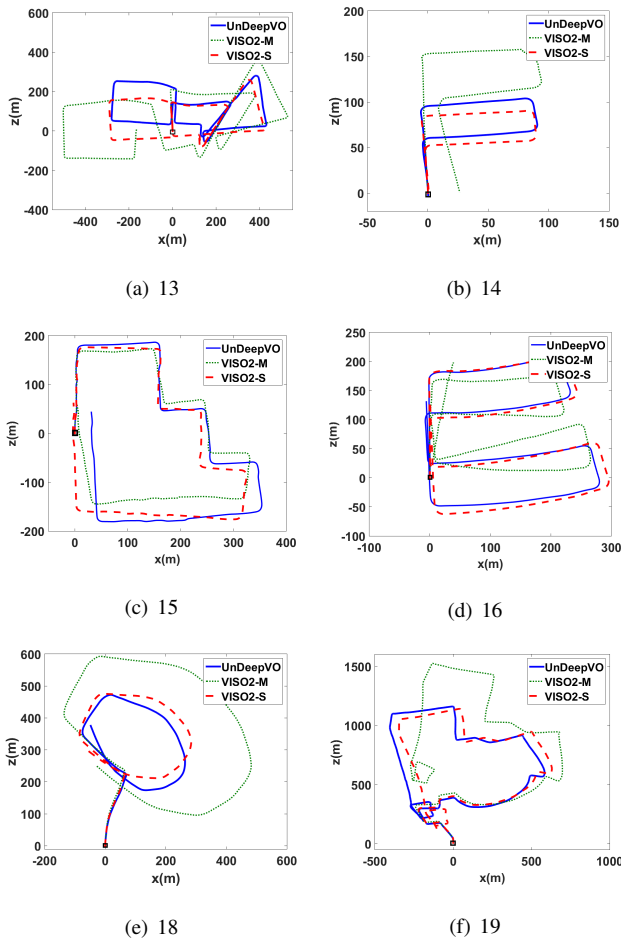 600
400
200
0
-200
-400
z(m)
-400 -200 0 200 400
x(m)
UnDeepVO
VISO2-M
VISO2-S
(a) 13
200
150
100
50
0
z(m)
-50 0 50 100 150
x(m)
UnDeepVO
VISO2-M
VISO2-S
(b) 14
200
100
0
-100
-200
z(m)
0 100 200 300 400
x(m)
UnDeepVO
VISO2-M
VISO2-S
(c) 15
250
200
150
100
50
0
-50
-100
z(m)
-100 0 100 200 300
x(m)
UnDeepVO
VISO2-M
VISO2-S
(d) 16
600
500
400
300
200
100
0
z(m)
-200 0 200 400 600
x(m)
UnDeepVO
VISO2-M
VISO2-S
(e) 18
1500
1000
500
0
z(m)
-500 0 500 1000
x(m)
UnDeepVO
VISO2-M
VISO2-S
(f) 19